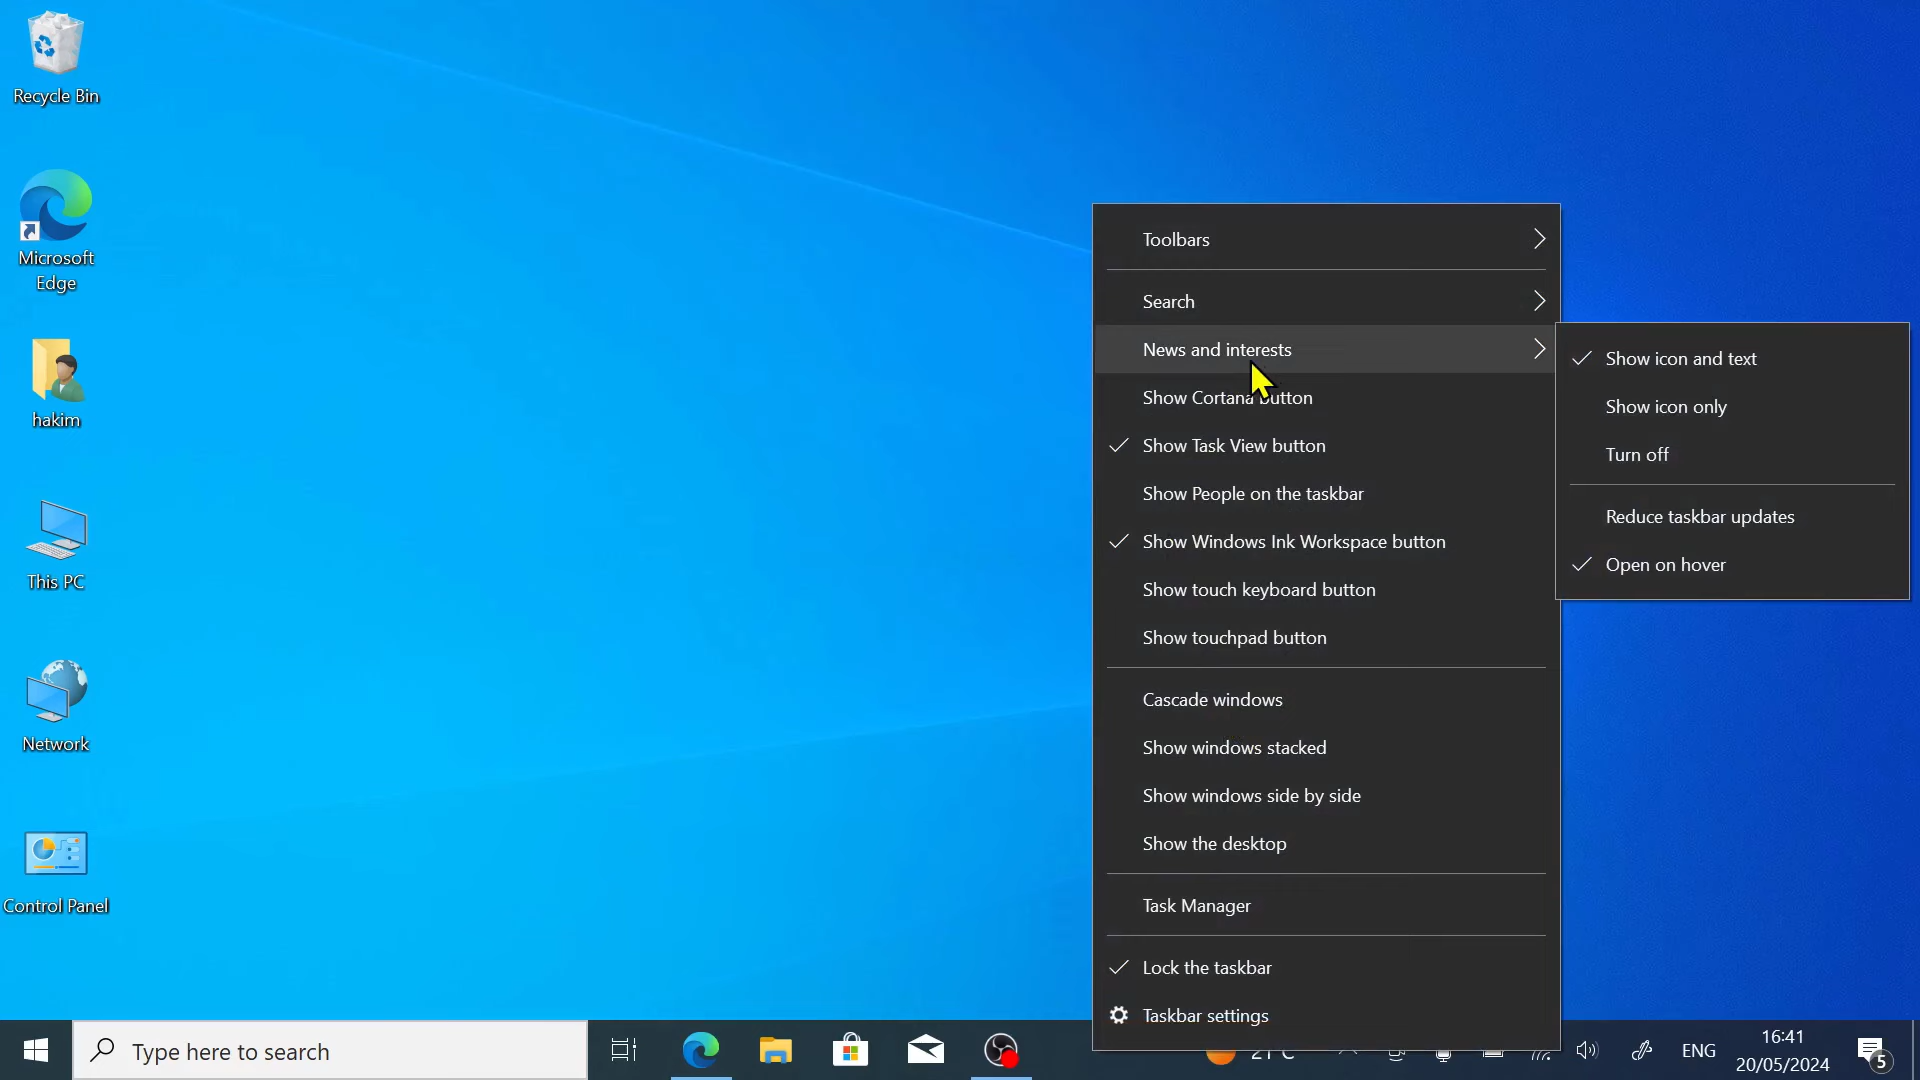 Recycle Bin
Microsoft
Edge
hakim
This PC
Network
Control Panel
Toolbars
Search
News and interests
Show Cortana button
Show Task View button
Show People on the taskbar
Show Windows Ink Workspace button
Show touch keyboard button
Show touchpad button
Cascade windows
Show windows stacked
Show windows side by side
Show the desktop
Task Manager
Lock the taskbar
Taskbar settings
Show icon and text
Show icon only
Turn off
Reduce taskbar updates
Open on hover
Type here to search
21°C
ENG
16:41
20/05/2024
5